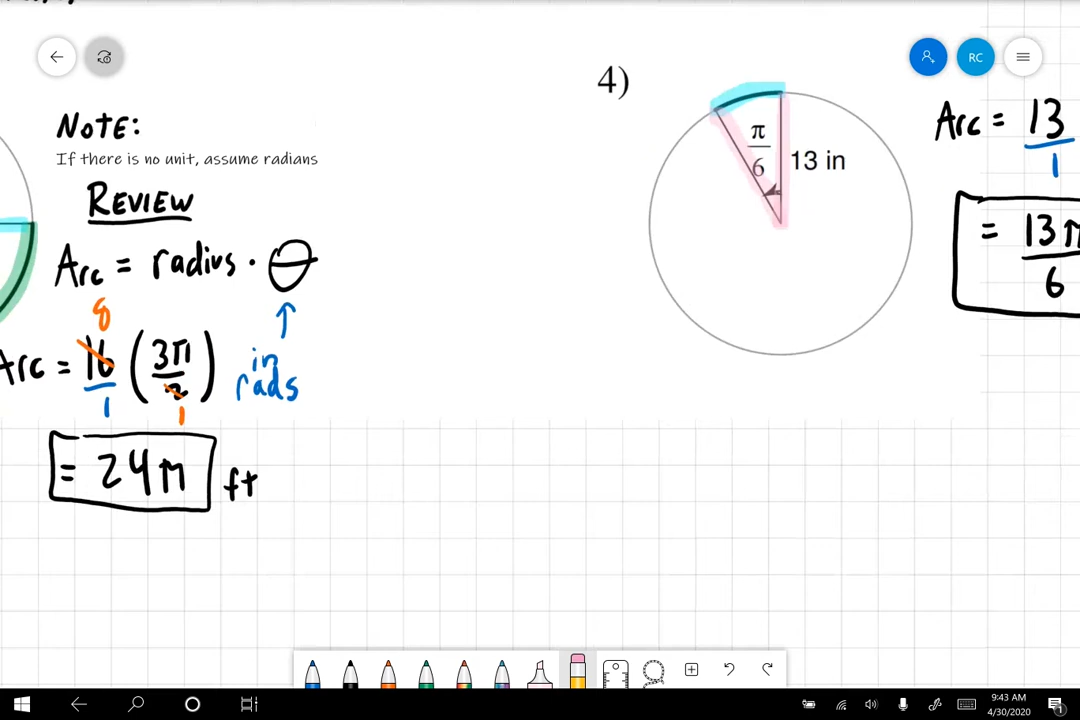 NOTE:
If there is no unit, assume radians
REVIEW
Arc = radius · θ
8
Arc = 16/1 (3π/2) in rads
1
= 24π ft
4)
π/6
13 in
Arc = 13/1
= 13π/6
RC
9:43 AM
4/30/2020
1